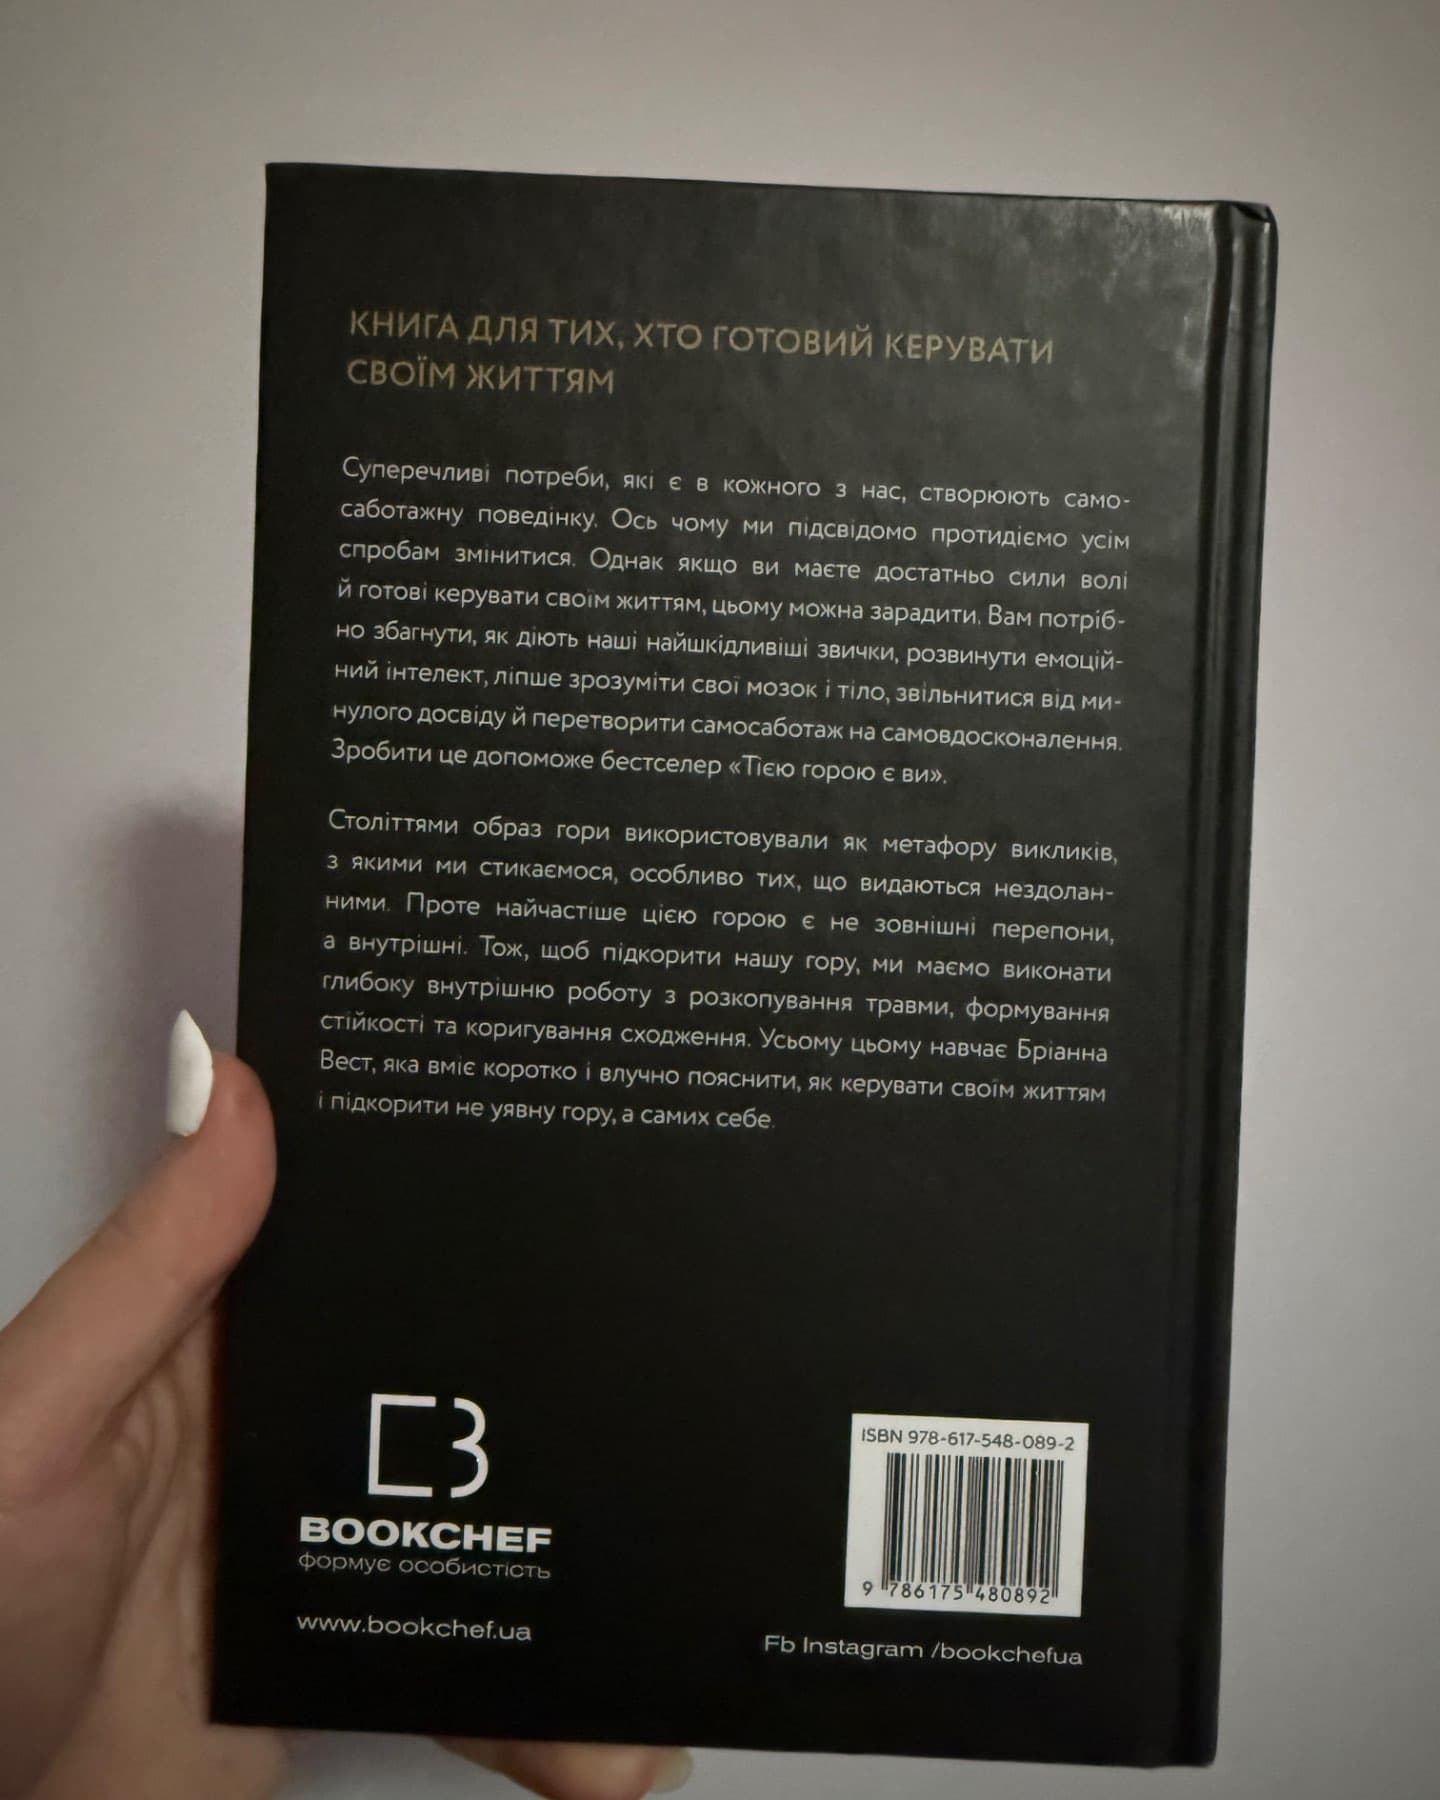 КНИГА ДЛЯ ТИХ, ХТО ГОТОВИЙ КЕРУВАТИ
СВОЇМ ЖИТТЯМ
Суперечливі потреби, які є в кожного з нас, створюють само-
саботажну поведінку. Ось чому ми підсвідомо протидіємо усім
спробам змінитися. Однак якщо ви маєте достатньо сили волі
й готові керувати своїм життям, цьому можна зарадити. Вам потріб-
но збагнути, як діють наші найшкідливіші звички, розвинути емоцій-
ний інтелект, ліпше зрозуміти свої мозок і тіло, звільнитися від ми-
нулого досвіду й перетворити самосаботаж на самовдосконалення.
Зробити це допоможе бестселер «Тією горою є ви».
Століттями образ гори використовували як метафору викликів,
з якими ми стикаємося, особливо тих, що видаються нездолан-
ними. Проте найчастіше цією горою є не зовнішні перепони,
а внутрішні. Тож, щоб підкорити нашу гору, ми маємо виконати
глибоку внутрішню роботу з розкопування травми, формування
стійкості та коригування сходження. Усьому цьому навчає Бріанна
Вест, яка вміє коротко і влучно пояснити, як керувати своїм життям
і підкорити не уявну гору, а самих себе.
BOOKCHEF
формує особистість
www.bookchef.ua
ISBN 978-617-548-089-2
9 786175 480892
Fb Instagram /bookchefua